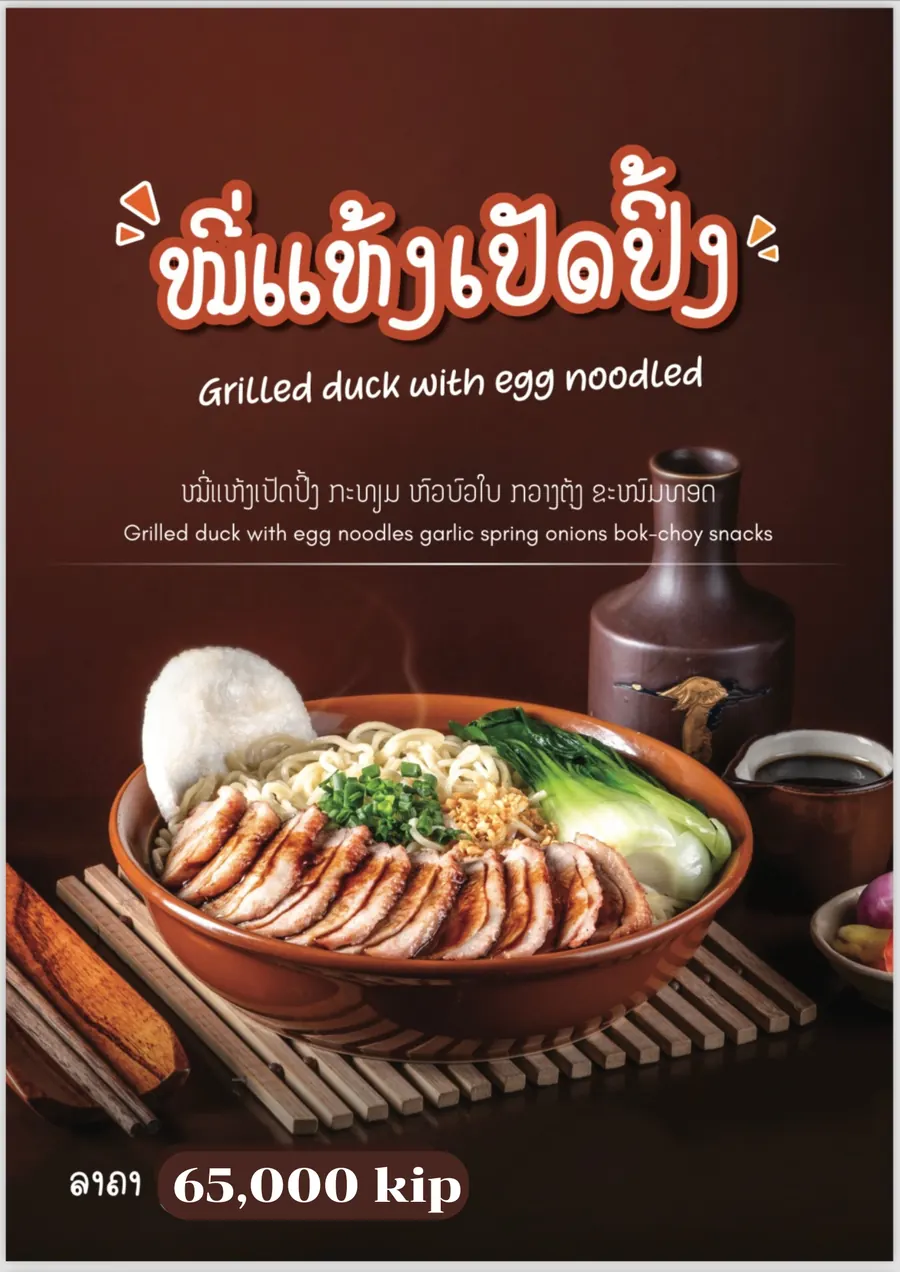 ໝີ່ແຫ້ງເປັດປີ້ງ
Grilled duck with egg noodled
ໝີ່ແຫ້ງເປັດປີ້ງ ກະທຽມ ຫົວບົວໃບ ກວາງຕຸ້ງ ຂະໜົມທອດ
Grilled duck with egg noodles garlic spring onions bok-choy snacks
ລາຄາ 65,000 kip